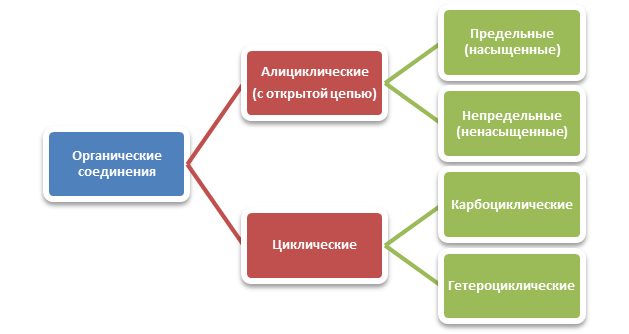 Органические
соединения
Алициклические
(с открытой цепью)
Циклические
Предельные
(насыщенные)
Непредельные
(ненасыщенные)
Карбоциклические
Гетероциклические